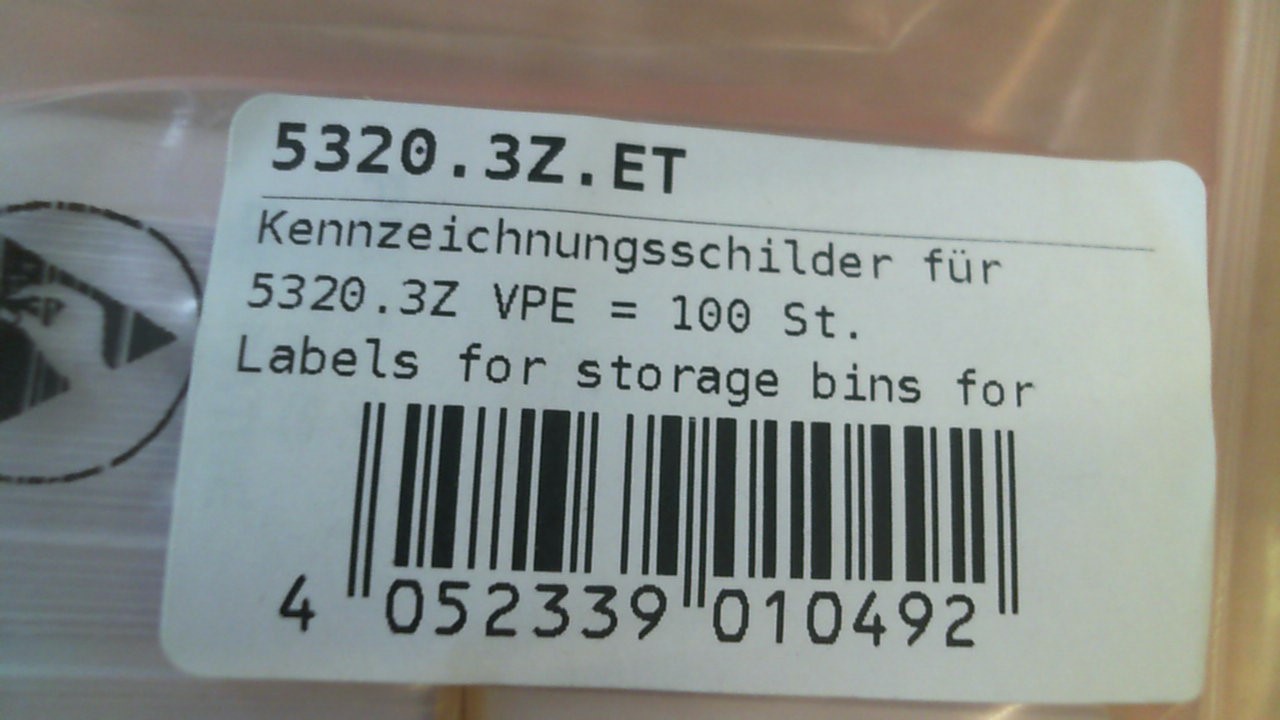 5320.3Z.ET
Kennzeichnungsschilder für
5320.3Z VPE = 100 St.
Labels for storage bins for
4 052339 010492